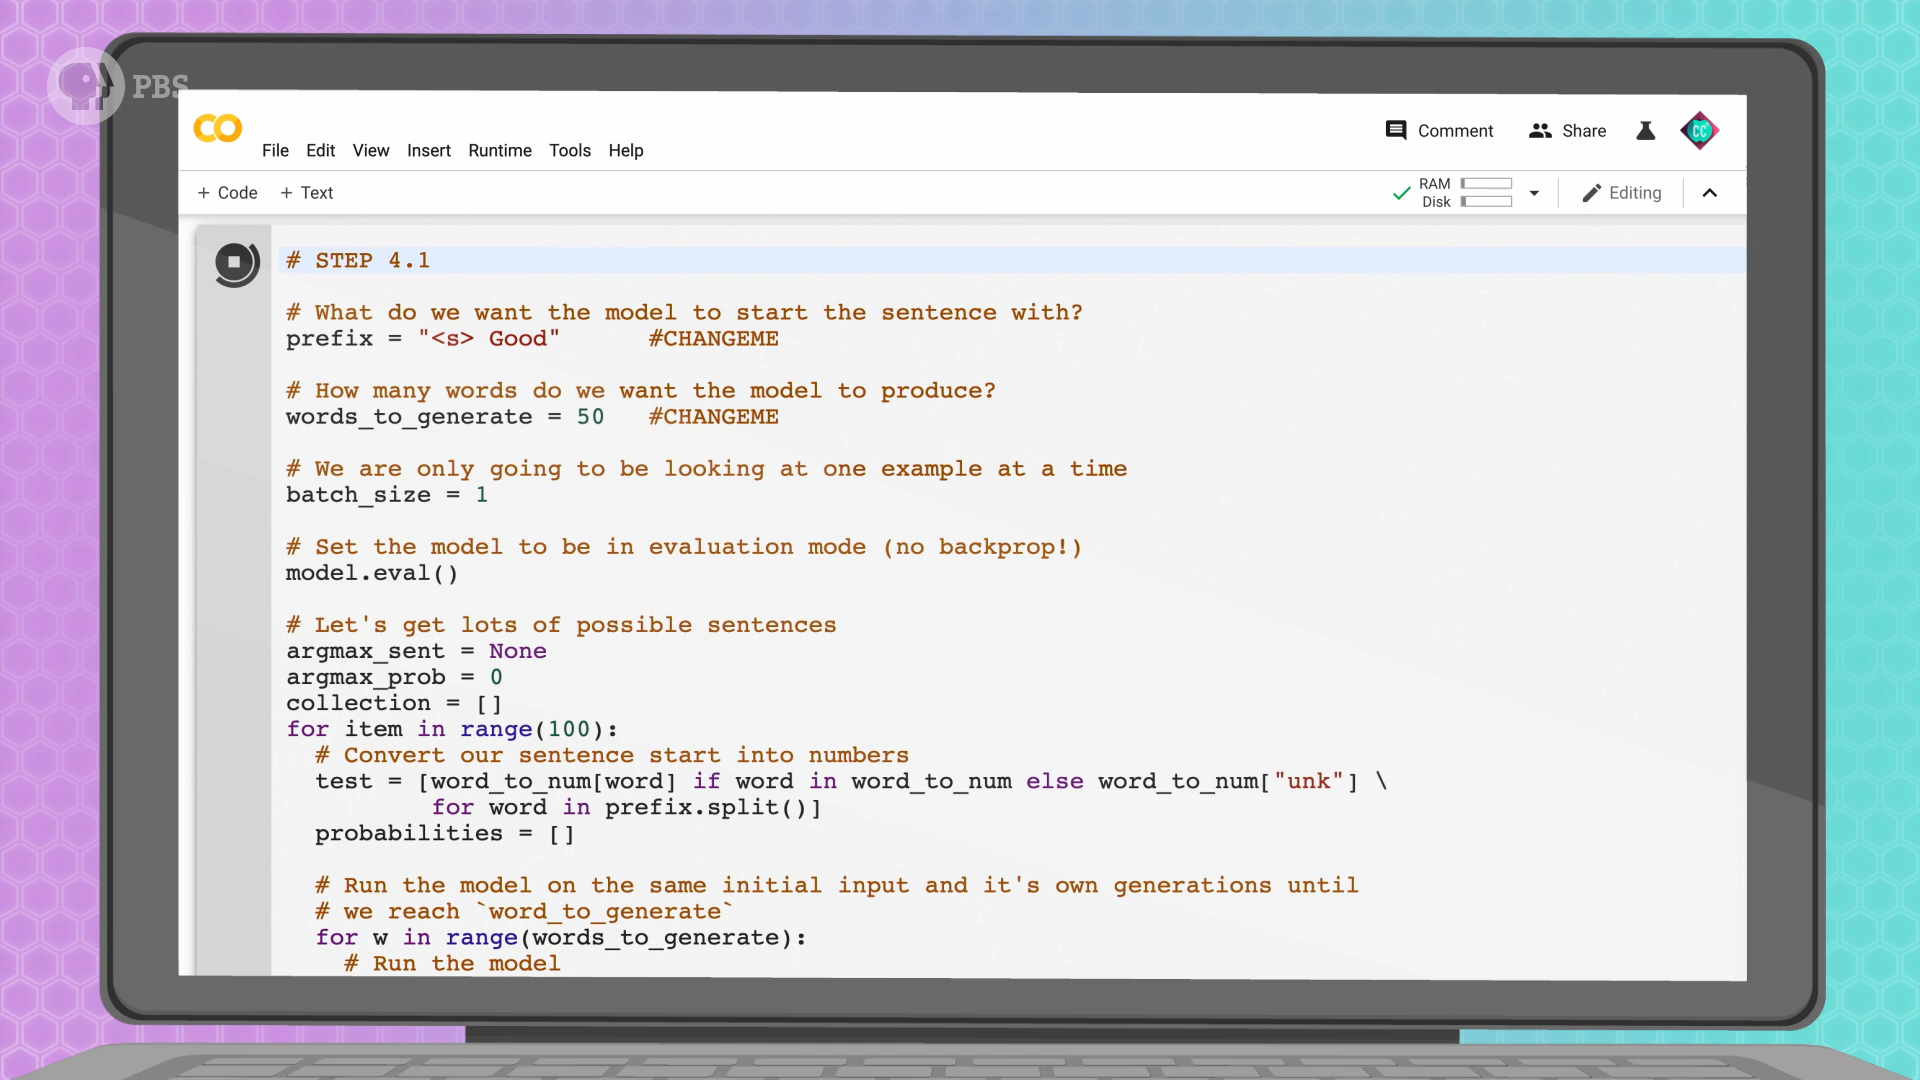 PBS
File Edit View Insert Runtime Tools Help
Comment Share CC
+ Code + Text
RAM
Disk
Editing
# STEP 4.1
# What do we want the model to start the sentence with?
prefix = "<s> Good" #CHANGEME
# How many words do we want the model to produce?
words_to_generate = 50 #CHANGEME
# We are only going to be looking at one example at a time
batch_size = 1
# Set the model to be in evaluation mode (no backprop!)
model.eval()
# Let's get lots of possible sentences
argmax_sent = None
argmax_prob = 0
collection = []
for item in range(100):
# Convert our sentence start into numbers
test = [word_to_num[word] if word in word_to_num else word_to_num["unk"] \
for word in prefix.split()]
probabilities = []
# Run the model on the same initial input and it's own generations until
# we reach `word_to_generate`
for w in range(words_to_generate):
# Run the model